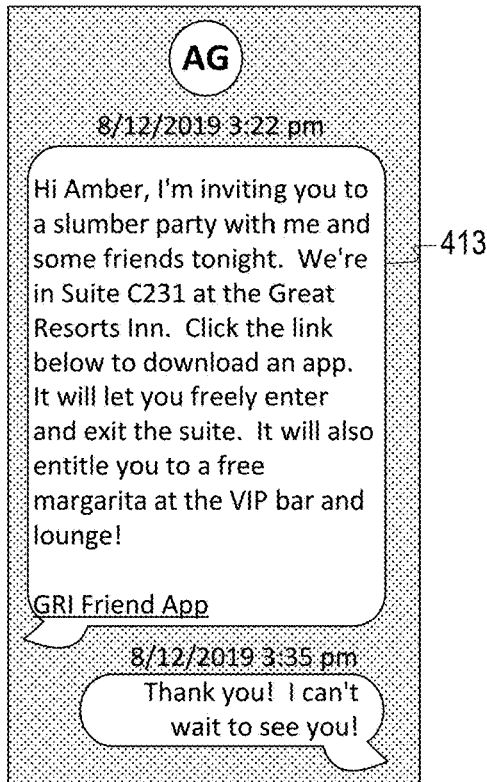 AG
8/12/2019 3:22 pm
Hi Amber, I'm inviting you to
a slumber party with me and
some friends tonight.  We're
in Suite C231 at the Great
Resorts Inn.  Click the link
below to download an app.
It will let you freely enter
and exit the suite.  It will also
entitle you to a free
margarita at the VIP bar and
lounge!
GRI Friend App
413
8/12/2019 3:35 pm
Thank you!  I can't
wait to see you!